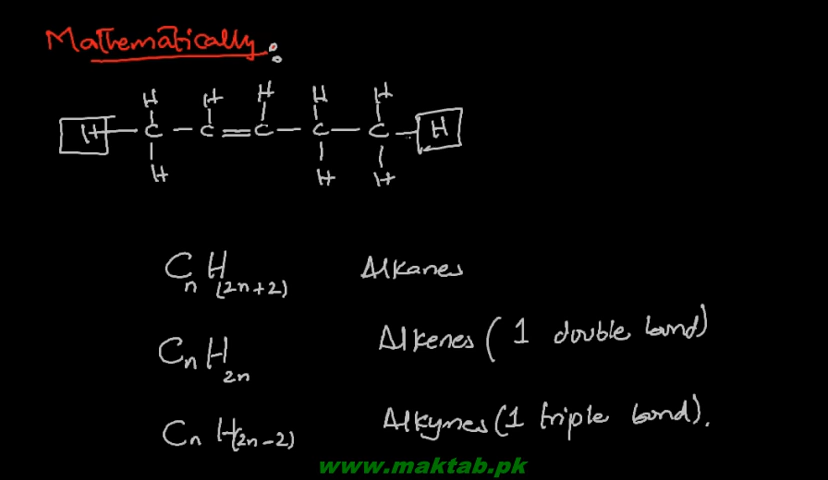 Mathematically:
H H H H H
H - C - C = C - C - C - H
H H H
CnH(2n+2) Alkanes
CnH2n Alkenes (1 double bond)
CnH(2n-2) Alkynes (1 triple bond).
www.maktab.pk